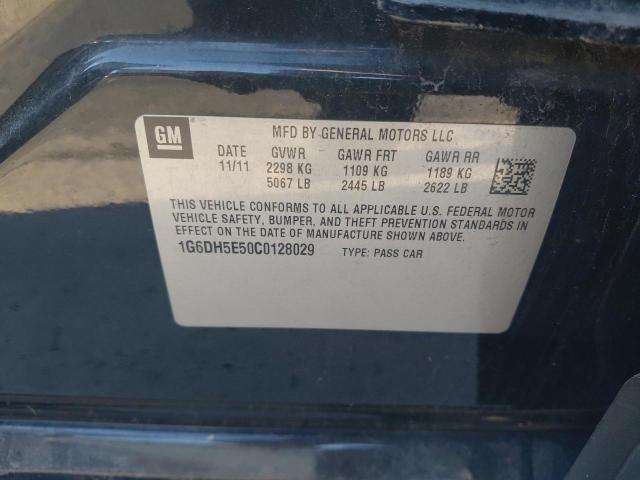 GM
MFD BY GENERAL MOTORS LLC
DATE GVWR GAWR FRT GAWR RR
11/11 2298 KG 1109 KG 1189 KG
5067 LB 2445 LB 2622 LB
THIS VEHICLE CONFORMS TO ALL APPLICABLE U.S. FEDERAL MOTOR
VEHICLE SAFETY, BUMPER, AND THEFT PREVENTION STANDARDS IN
EFFECT ON THE DATE OF MANUFACTURE SHOWN ABOVE.
1G6DH5E50C0128029 TYPE: PASS CAR